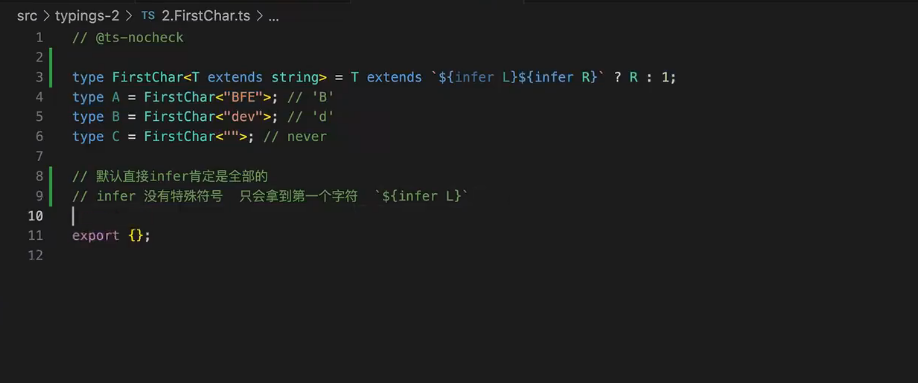 src > typings-2 > TS 2.FirstChar.ts > ...
1 // @ts-nocheck
2
3 type FirstChar<T extends string> = T extends `${infer L}${infer R}` ? R : 1;
4 type A = FirstChar<"BFE">; // 'B'
5 type B = FirstChar<"dev">; // 'd'
6 type C = FirstChar<"">; // never
7
8 // 默认直接infer肯定是全部的
9 // infer 没有特殊符号 只会拿到第一个字符 `${infer L}`
10
11 export {};
12